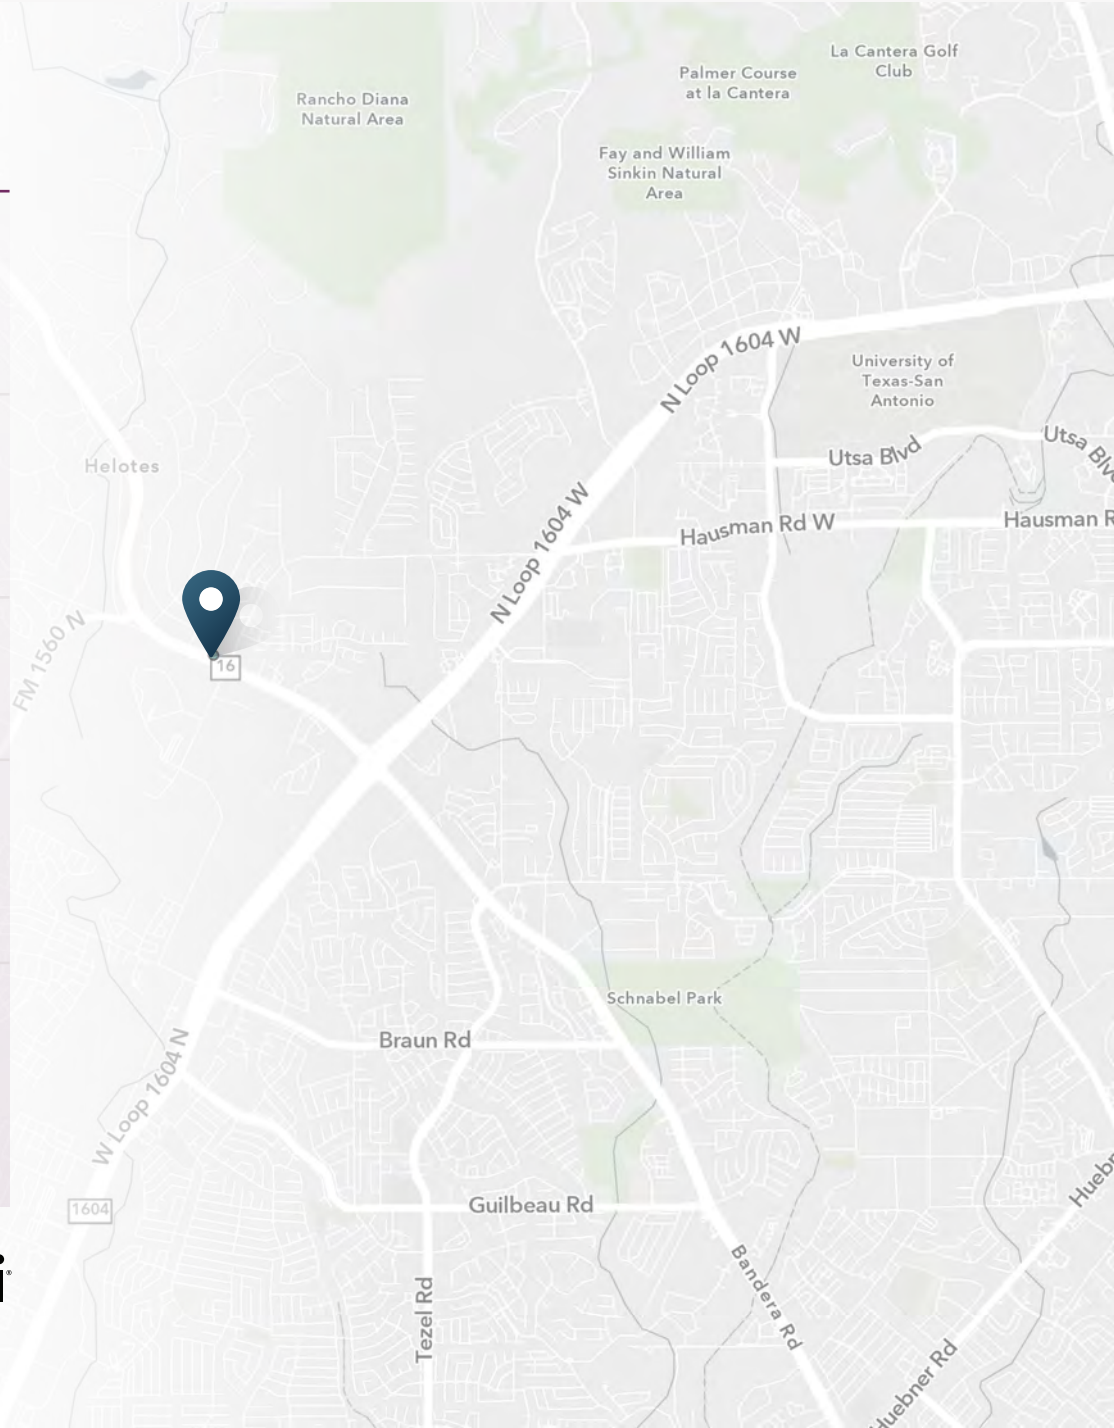 La Cantera Golf
Club
Palmer Course
at la Cantera
Rancho Diana
Natural Area
Fay and William
Sinkin Natural
Area
N Loop 1604 W
University of
Texas-San
Antonio
Utsa Blvd
Utsa Blv
Helotes
N Loop 1604 W
Hausman Rd W
Hausman R
FM 1560 N
16
Schnabel Park
Braun Rd
W Loop 1604 N
Huebn
1604
Guilbeau Rd
Bandera Rd
Tezel Rd
Huebner Rd
i®